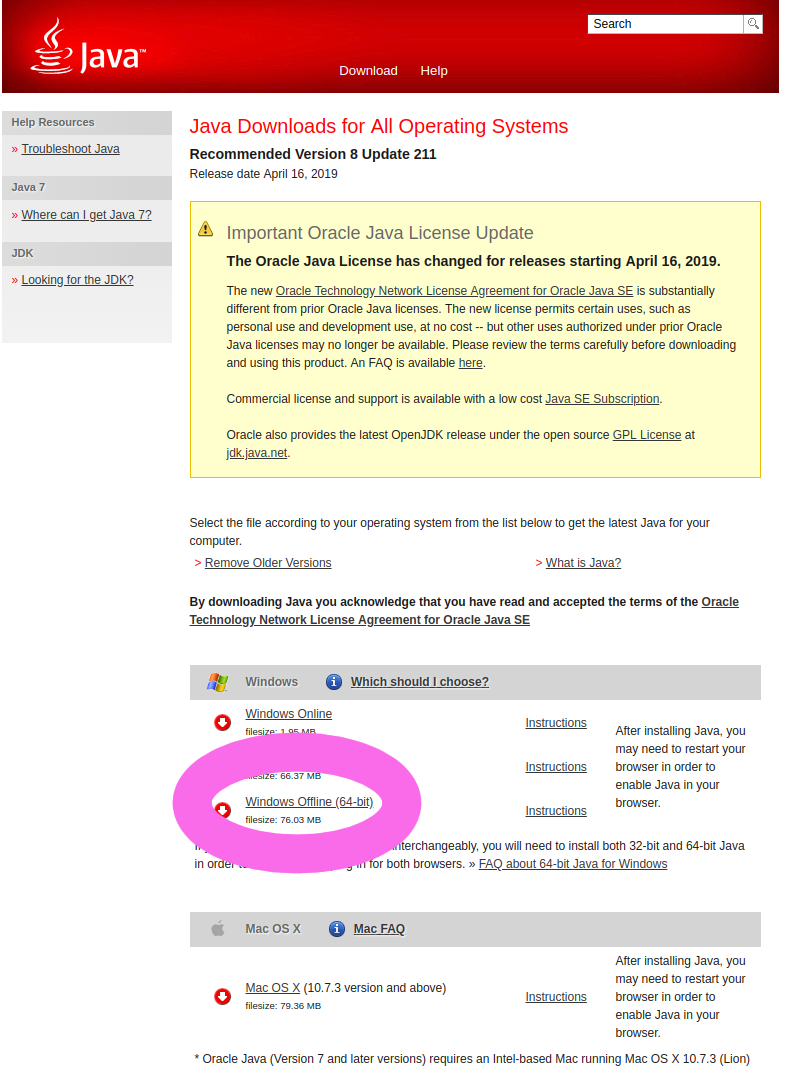 Java™
Search
Download Help
Help Resources
» Troubleshoot Java
Java 7
» Where can I get Java 7?
JDK
» Looking for the JDK?
Java Downloads for All Operating Systems
Recommended Version 8 Update 211
Release date April 16, 2019
Important Oracle Java License Update
The Oracle Java License has changed for releases starting April 16, 2019.
The new Oracle Technology Network License Agreement for Oracle Java SE is substantially
different from prior Oracle Java licenses. The new license permits certain uses, such as
personal use and development use, at no cost -- but other uses authorized under prior Oracle
Java licenses may no longer be available. Please review the terms carefully before downloading
and using this product. An FAQ is available here.
Commercial license and support is available with a low cost Java SE Subscription.
Oracle also provides the latest OpenJDK release under the open source GPL License at
jdk.java.net.
Select the file according to your operating system from the list below to get the latest Java for your
computer.
> Remove Older Versions > What is Java?
By downloading Java you acknowledge that you have read and accepted the terms of the Oracle
Technology Network License Agreement for Oracle Java SE
Windows Which should I choose?
Windows Online
filesize: 1.95 MB
Instructions
filesize: 66.37 MB
Instructions
Windows Offline (64-bit)
filesize: 76.03 MB
Instructions
After installing Java, you
may need to restart your
browser in order to
enable Java in your
browser.
interchangeably, you will need to install both 32-bit and 64-bit Java
in order for both browsers. » FAQ about 64-bit Java for Windows
Mac OS X Mac FAQ
Mac OS X (10.7.3 version and above)
filesize: 79.36 MB
Instructions
After installing Java, you
may need to restart your
browser in order to
enable Java in your
browser.
* Oracle Java (Version 7 and later versions) requires an Intel-based Mac running Mac OS X 10.7.3 (Lion)